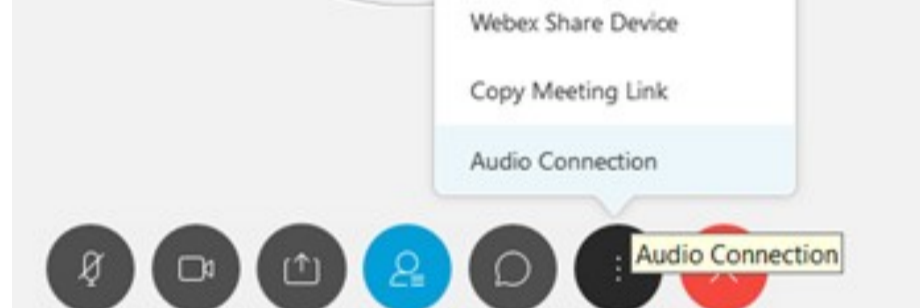 Webex Share Device
Copy Meeting Link
Audio Connection
Audio Connection